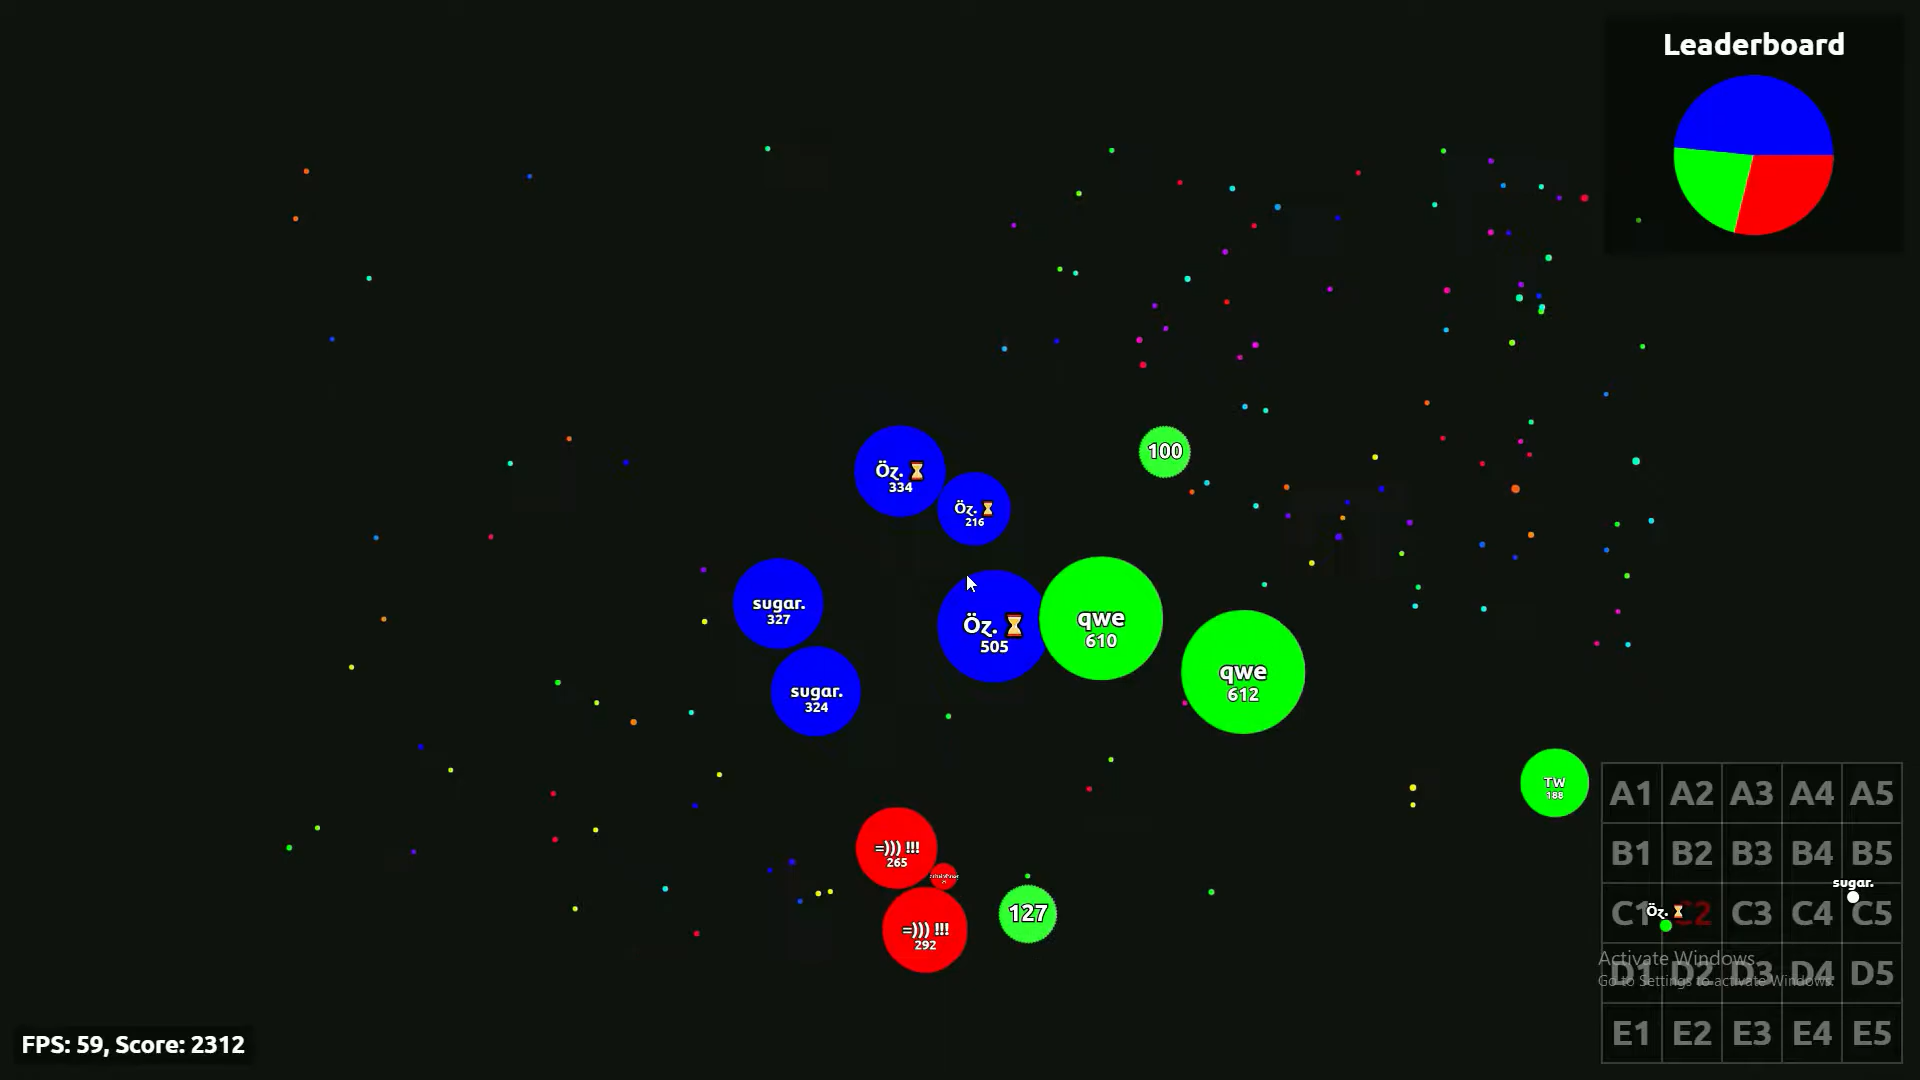 Leaderboard
100
Öz. ⏳
334
Öz. ⏳
216
sugar.
327
Öz. ⏳
505
qwe
610
qwe
612
sugar.
324
TW
188
=))) !!!
265
127
=))) !!!
292
A1 A2 A3 A4 A5
B1 B2 B3 B4 B5
sugar.
C1 C2 C3 C4 C5
Öz. ⏳
Activate Windows
D1 D2 D3 D4 D5
Go to Settings to activate Windows.
E1 E2 E3 E4 E5
FPS: 59, Score: 2312